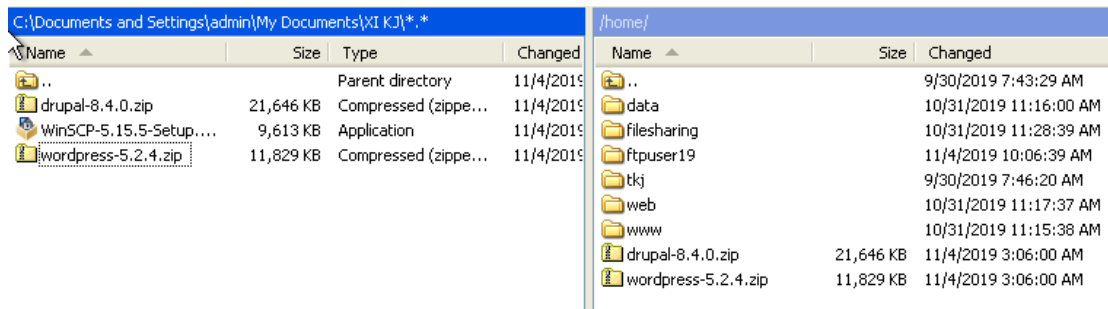 C:\Documents and Settings\admin\My Documents\XI KJ\*.*
Name Size Type Changed
.. Parent directory 11/4/2019
drupal-8.4.0.zip 21,646 KB Compressed (zippe... 11/4/2019
WinSCP-5.15.5-Setup.... 9,613 KB Application 11/4/2019
wordpress-5.2.4.zip 11,829 KB Compressed (zippe... 11/4/2019
/home/
Name Size Changed
.. 9/30/2019 7:43:29 AM
data 10/31/2019 11:16:00 AM
filesharing 10/31/2019 11:28:39 AM
ftpuser19 11/4/2019 10:06:39 AM
tkj 9/30/2019 7:46:20 AM
web 10/31/2019 11:17:37 AM
www 10/31/2019 11:15:38 AM
drupal-8.4.0.zip 21,646 KB 11/4/2019 3:06:00 AM
wordpress-5.2.4.zip 11,829 KB 11/4/2019 3:06:00 AM